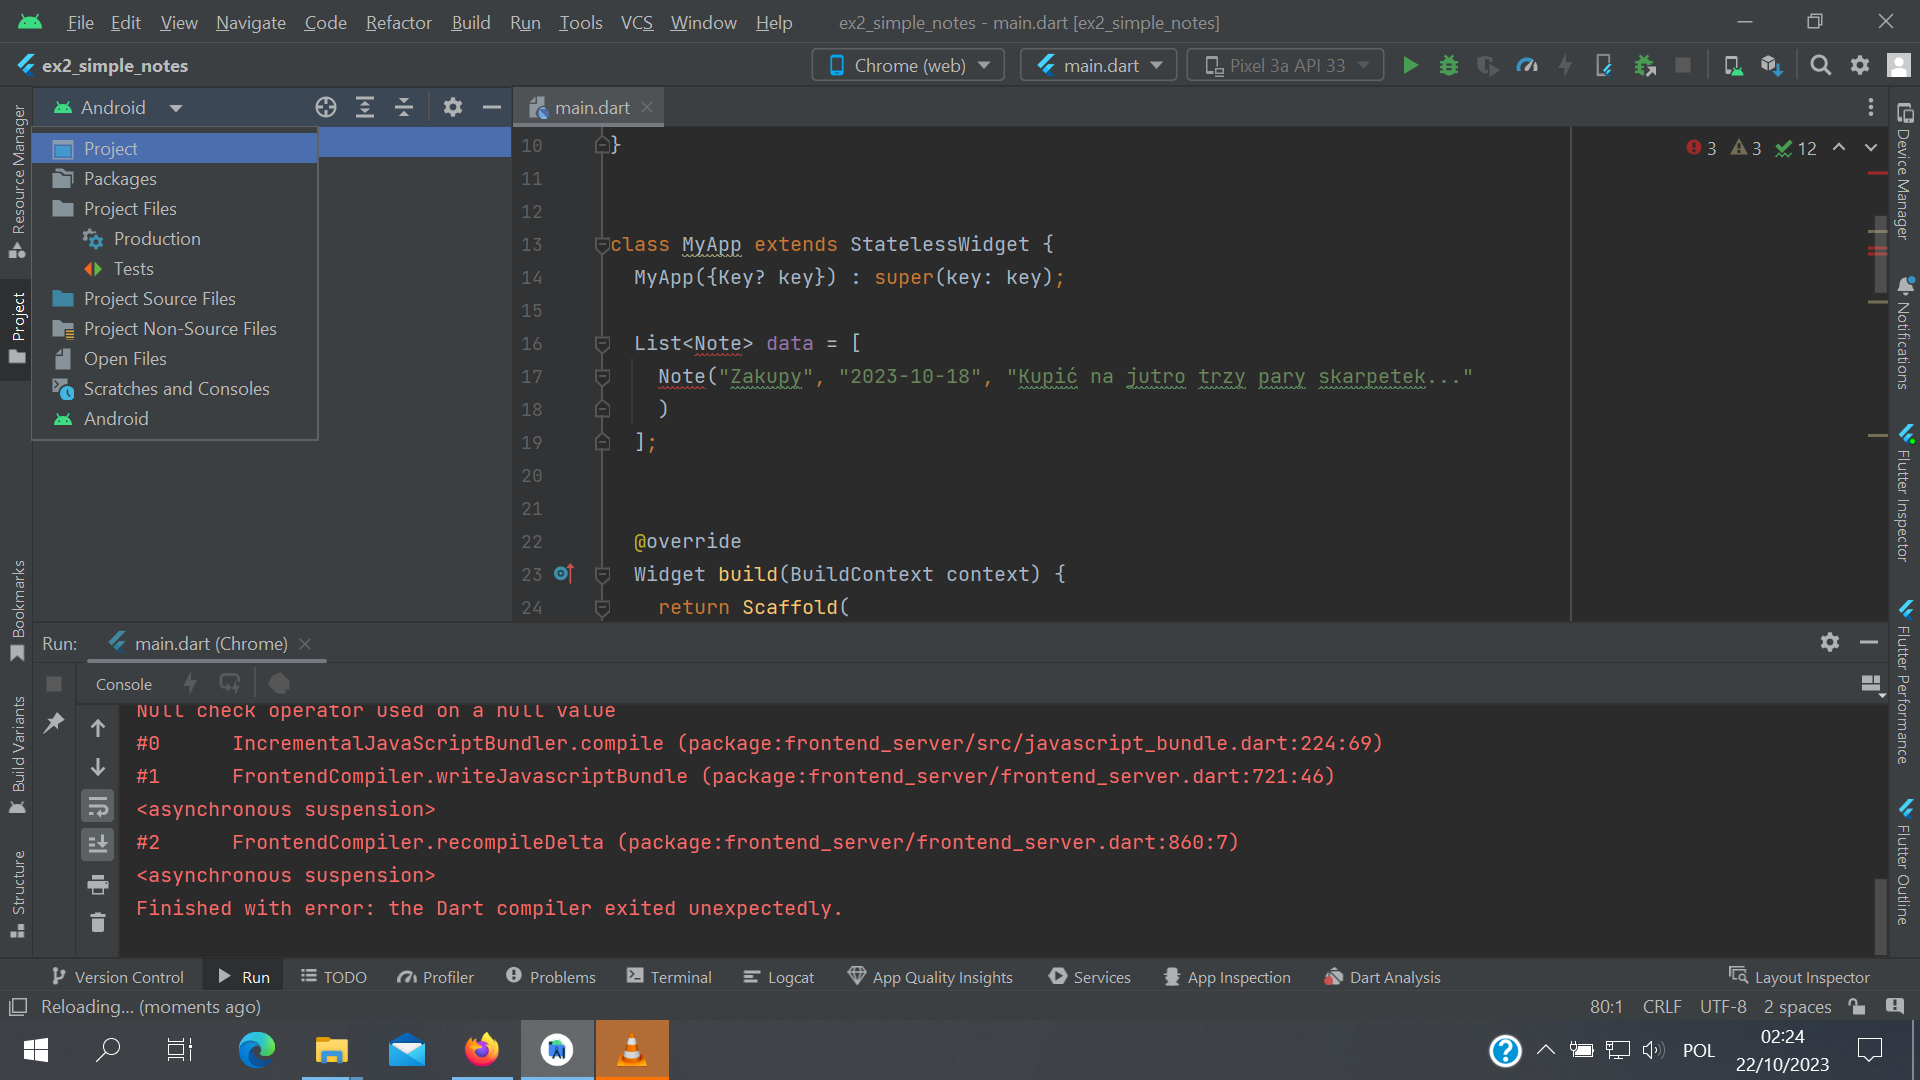 File Edit View Navigate Code Refactor Build Run Tools VCS Window Help ex2_simple_notes - main.dart [ex2_simple_notes]
ex2_simple_notes Chrome (web) main.dart Pixel 3a API 33
Android
main.dart
Project
Packages
Project Files
Production
Tests
Project Source Files
Project Non-Source Files
Open Files
Scratches and Consoles
Android
Resource Manager
Project
Bookmarks
Build Variants
Structure
3 3 12
10 }
11
12
13 class MyApp extends StatelessWidget {
14 MyApp({Key? key}) : super(key: key);
15
16 List<Note> data = [
17 Note("Zakupy", "2023-10-18", "Kupić na jutro trzy pary skarpetek..."
18 )
19 ];
20
21
22 @override
23 Widget build(BuildContext context) {
24 return Scaffold(
Device Manager
Notifications
Flutter Inspector
Flutter Performance
Flutter Outline
Run: main.dart (Chrome)
Console
Null check operator used on a null value
#0 IncrementalJavaScriptBundler.compile (package:frontend_server/src/javascript_bundle.dart:224:69)
#1 FrontendCompiler.writeJavascriptBundle (package:frontend_server/frontend_server.dart:721:46)
<asynchronous suspension>
#2 FrontendCompiler.recompileDelta (package:frontend_server/frontend_server.dart:860:7)
<asynchronous suspension>
Finished with error: the Dart compiler exited unexpectedly.
Version Control Run TODO Profiler Problems Terminal Logcat App Quality Insights Services App Inspection Dart Analysis Layout Inspector
Reloading... (moments ago) 80:1 CRLF UTF-8 2 spaces
POL
02:24
22/10/2023